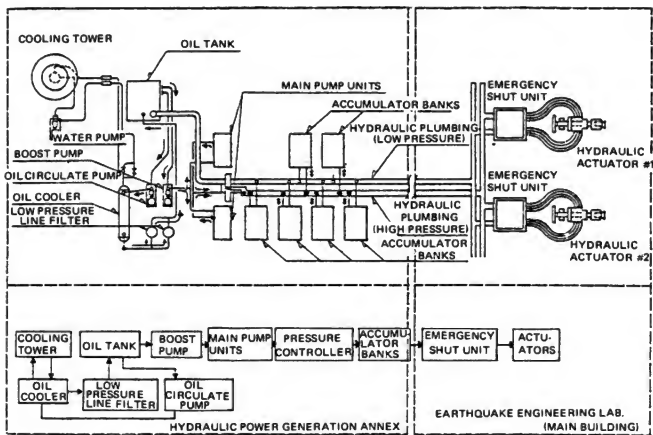 COOLING TOWER
OIL TANK
MAIN PUMP UNITS
ACCUMULATOR BANKS
HYDRAULIC PLUMBING
(LOW PRESSURE)
EMERGENCY
SHUT UNIT
HYDRAULIC
ACTUATOR #1
WATER PUMP
BOOST PUMP
OIL CIRCULATE PUMP
OIL COOLER
LOW PRESSURE
LINE FILTER
HYDRAULIC
PLUMBING
(HIGH PRESSURE)
ACCUMULATOR
BANKS
EMERGENCY
SHUT UNIT
HYDRAULIC
ACTUATOR
#2
COOLING
TOWER
OIL TANK
BOOST
PUMP
MAIN PUMP
UNITS
PRESSURE
CONTROLLER
ACCUMU
LATOR
BANKS
EMERGENCY
SHUT UNIT
ACTU-
ATORS
OIL
COOLER
LOW
PRESSURE
LINE FILTER
OIL
CIRCULATE
PUMP
HYDRAULIC POWER GENERATION ANNEX
EARTHQUAKE ENGINEERING LAB.
(MAIN BUILDING)